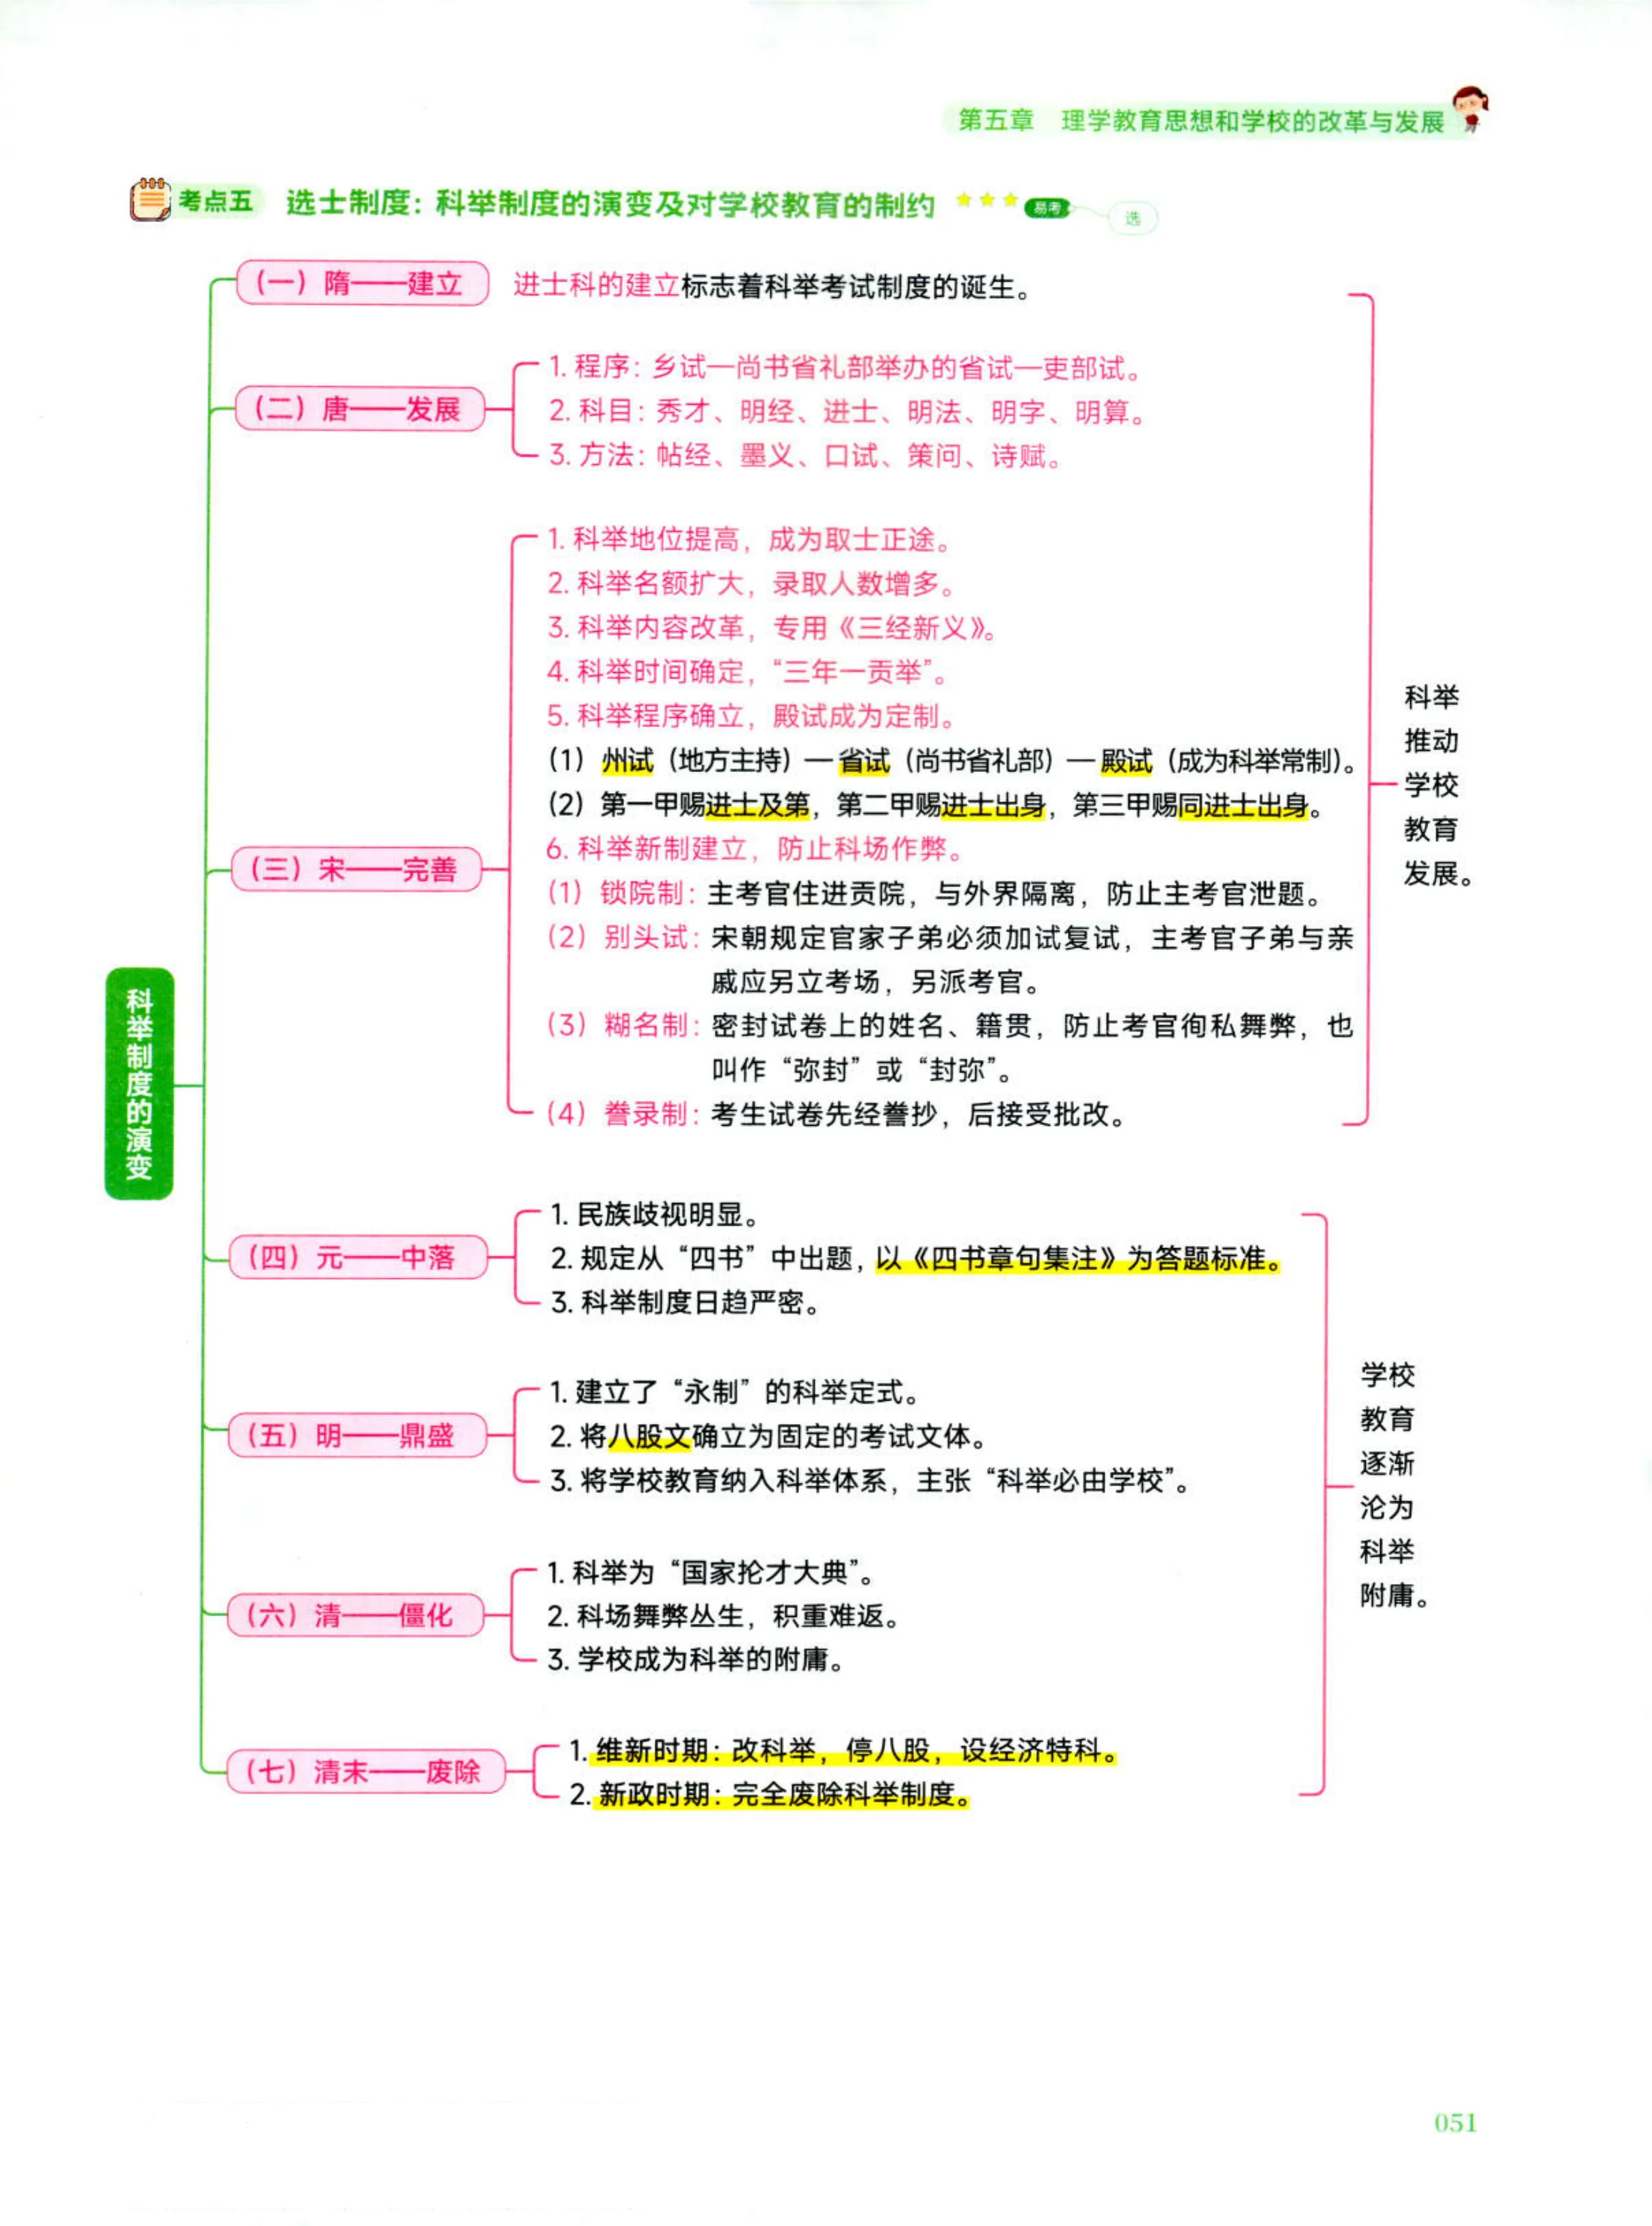 第五章 理学教育思想和学校的改革与发展
考点五 选士制度：科举制度的演变及对学校教育的制约 易考 选
科举制度的演变
（一）隋——建立 进士科的建立标志着科举考试制度的诞生。
（二）唐——发展
1. 程序：乡试—尚书省礼部举办的省试—吏部试。
2. 科目：秀才、明经、进士、明法、明字、明算。
3. 方法：帖经、墨义、口试、策问、诗赋。
（三）宋——完善
1. 科举地位提高，成为取士正途。
2. 科举名额扩大，录取人数增多。
3. 科举内容改革，专用《三经新义》。
4. 科举时间确定，“三年一贡举”。
5. 科举程序确立，殿试成为定制。
（1）州试（地方主持）—省试（尚书省礼部）—殿试（成为科举常制）。
（2）第一甲赐进士及第，第二甲赐进士出身，第三甲赐同进士出身。
6. 科举新制建立，防止科场作弊。
（1）锁院制：主考官住进贡院，与外界隔离，防止主考官泄题。
（2）别头试：宋朝规定官家子弟必须加试复试，主考官子弟与亲
戚应另立考场，另派考官。
（3）糊名制：密封试卷上的姓名、籍贯，防止考官徇私舞弊，也
叫作“弥封”或“封弥”。
（4）誊录制：考生试卷先经誊抄，后接受批改。
科举
推动
学校
教育
发展。
（四）元——中落
1. 民族歧视明显。
2. 规定从“四书”中出题，以《四书章句集注》为答题标准。
3. 科举制度日趋严密。
（五）明——鼎盛
1. 建立了“永制”的科举定式。
2. 将八股文确立为固定的考试文体。
3. 将学校教育纳入科举体系，主张“科举必由学校”。
（六）清——僵化
1. 科举为“国家抡才大典”。
2. 科场舞弊丛生，积重难返。
3. 学校成为科举的附庸。
（七）清末——废除
1. 维新时期：改科举，停八股，设经济特科。
2. 新政时期：完全废除科举制度。
学校
教育
逐渐
沦为
科举
附庸。
051